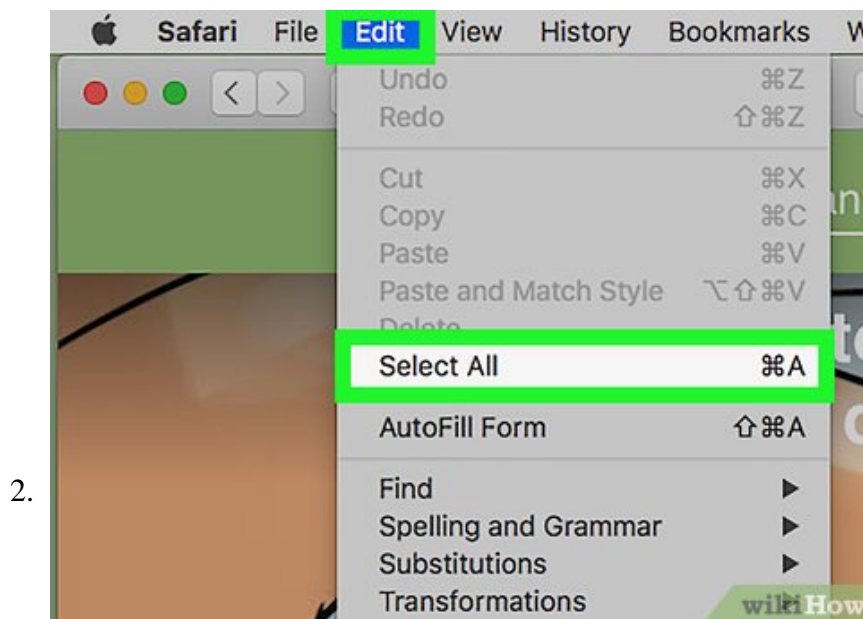 Safari File Edit View History Bookmarks
Undo ⌘Z
Redo ⇧⌘Z
Cut ⌘X
Copy ⌘C
Paste ⌘V
Paste and Match Style ⌥⇧⌘V
Delete
Select All ⌘A
AutoFill Form ⇧⌘A
2.
Find
Spelling and Grammar
Substitutions
Transformations
wikiHow